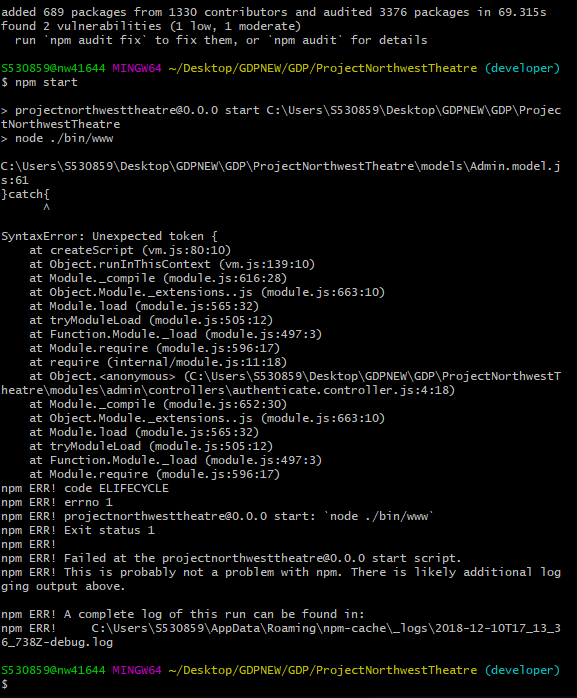 added 689 packages from 1330 contributors and audited 3376 packages in 69.315s
found 2 vulnerabilities (1 low, 1 moderate)
  run `npm audit fix` to fix them, or `npm audit` for details

S530859@nw41644 MINGW64 ~/Desktop/GDPNEW/GDP/ProjectNorthwestTheatre (developer)
$ npm start

> projectnorthwesttheatre@0.0.0 start C:\Users\S530859\Desktop\GDPNEW\GDP\Projec
tNorthwestTheatre
> node ./bin/www

C:\Users\S530859\Desktop\GDPNEW\GDP\ProjectNorthwestTheatre\models\Admin.model.j
s:61
}catch{
      ^

SyntaxError: Unexpected token {
    at createScript (vm.js:80:10)
    at Object.runInThisContext (vm.js:139:10)
    at Module._compile (module.js:616:28)
    at Object.Module._extensions..js (module.js:663:10)
    at Module.load (module.js:565:32)
    at tryModuleLoad (module.js:505:12)
    at Function.Module._load (module.js:497:3)
    at Module.require (module.js:596:17)
    at require (internal/module.js:11:18)
    at Object.<anonymous> (C:\Users\S530859\Desktop\GDPNEW\GDP\ProjectNorthwestT
heatre\modules\admin\controllers\authenticate.controller.js:4:18)
    at Module._compile (module.js:652:30)
    at Object.Module._extensions..js (module.js:663:10)
    at Module.load (module.js:565:32)
    at tryModuleLoad (module.js:505:12)
    at Function.Module._load (module.js:497:3)
    at Module.require (module.js:596:17)
npm ERR! code ELIFECYCLE
npm ERR! errno 1
npm ERR! projectnorthwesttheatre@0.0.0 start: `node ./bin/www`
npm ERR! Exit status 1
npm ERR!
npm ERR! Failed at the projectnorthwesttheatre@0.0.0 start script.
npm ERR! This is probably not a problem with npm. There is likely additional log
ging output above.

npm ERR! A complete log of this run can be found in:
npm ERR!     C:\Users\S530859\AppData\Roaming\npm-cache\_logs\2018-12-10T17_13_3
6_738Z-debug.log

S530859@nw41644 MINGW64 ~/Desktop/GDPNEW/GDP/ProjectNorthwestTheatre (developer)
$